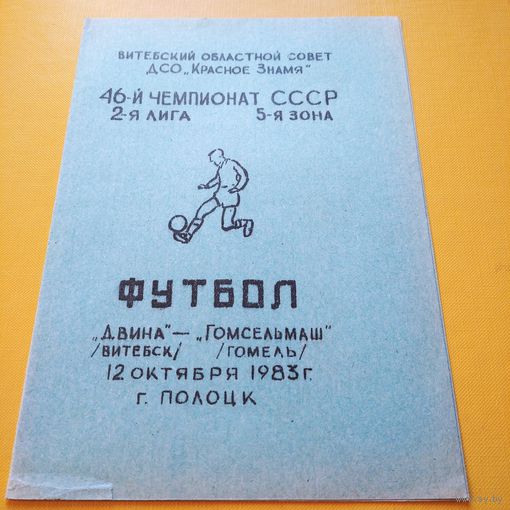 ВИТЕБСКИЙ ОБЛАСТНОЙ СОВЕТ
ДСО „КРАСНОЕ ЗНАМЯ"
46-Й ЧЕМПИОНАТ СССР
2-Я ЛИГА 5-Я ЗОНА
ФУТБОЛ
„ДВИНА" — „ГОМСЕЛЬМАШ"
/ВИТЕБСК/ /ГОМЕЛЬ/
12 ОКТЯБРЯ 1983 г.
г. ПОЛОЦК